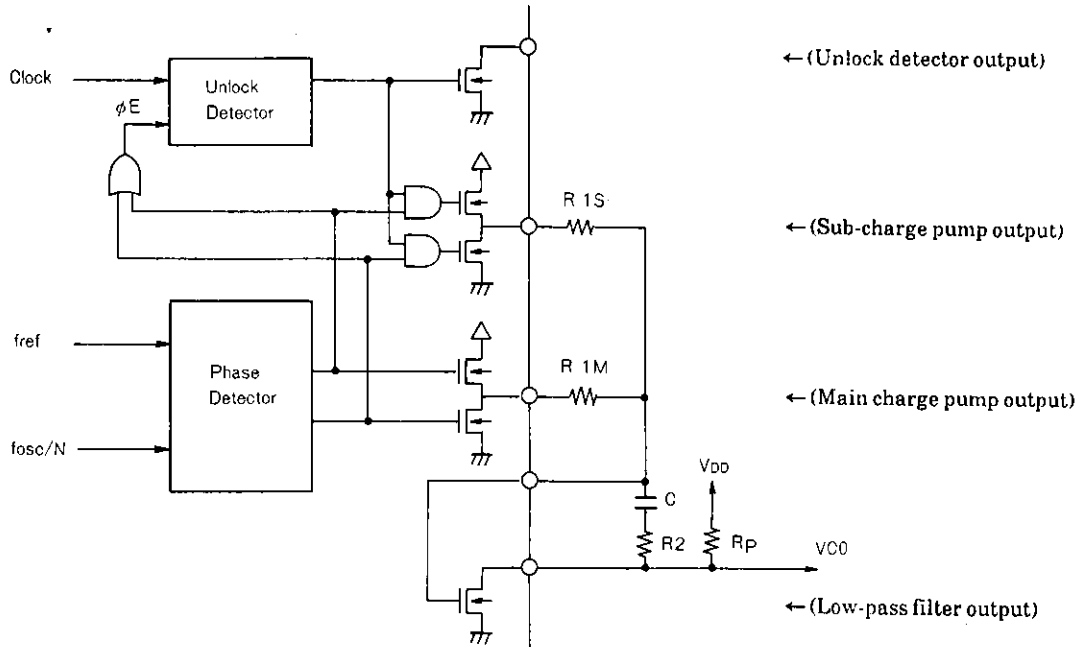 ← (Unlock detector output)
Clock
Unlock
Detector
φE
R 1S
← (Sub-charge pump output)
fref
Phase
Detector
R 1M
← (Main charge pump output)
fosc/N
VDD
C
R2
RP
VCO
← (Low-pass filter output)